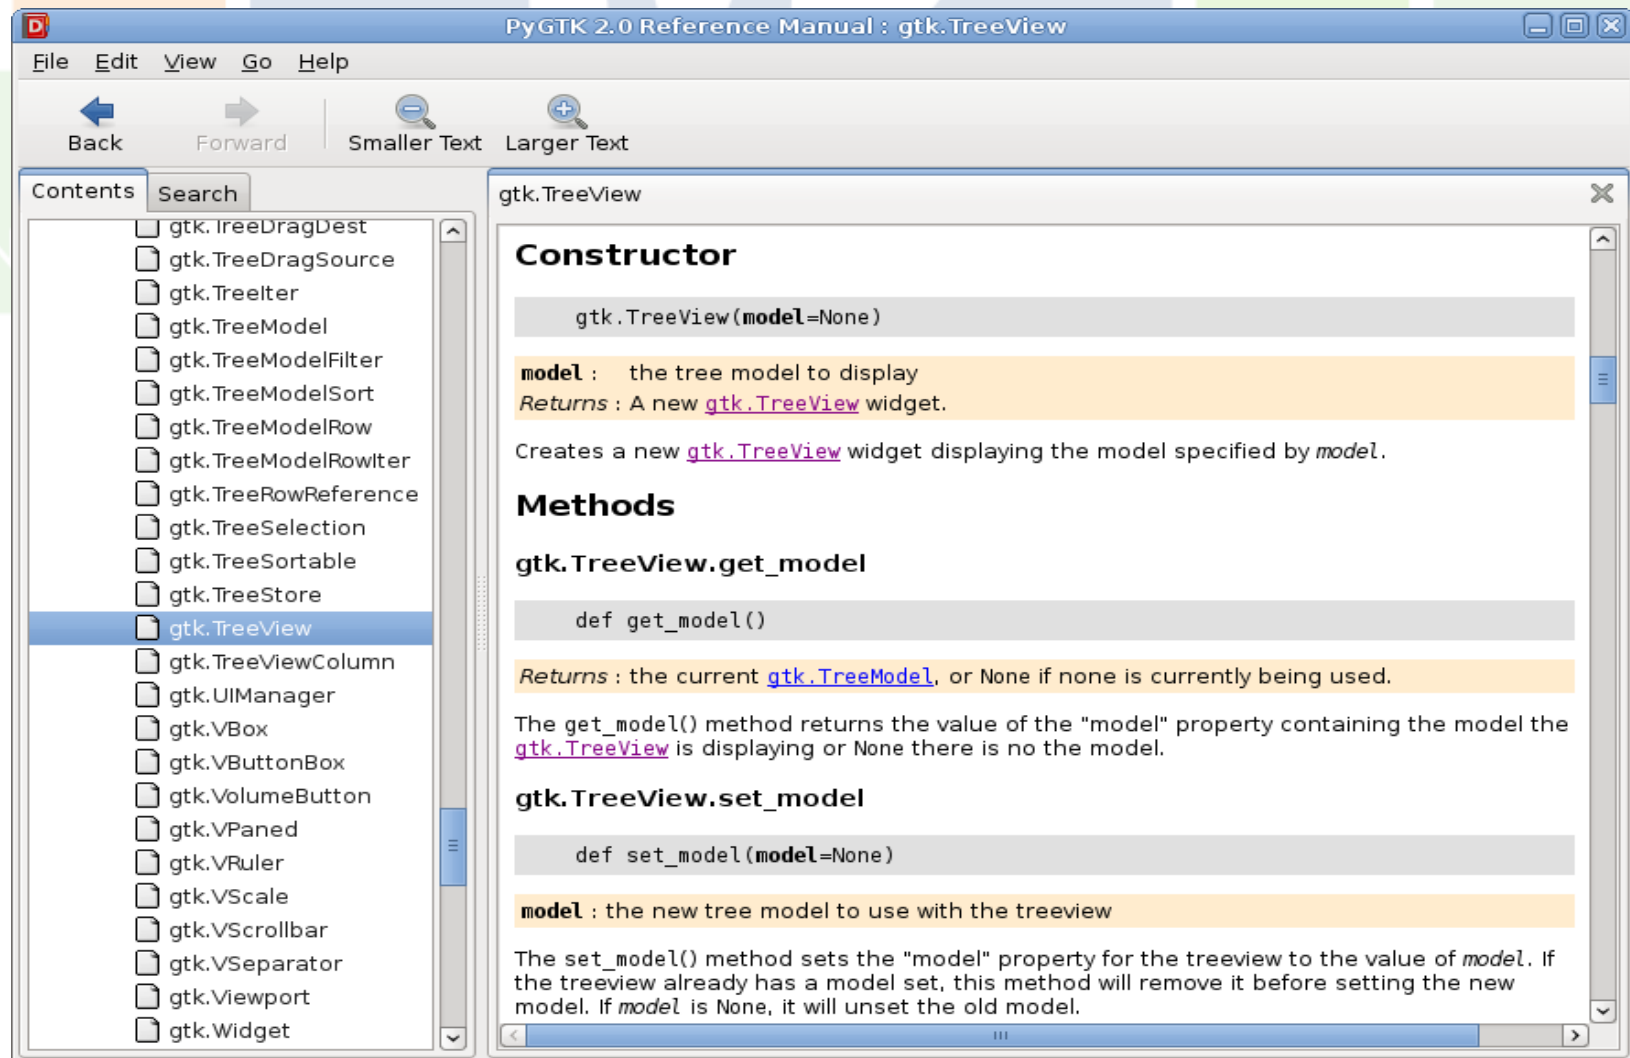 PyGTK 2.0 Reference Manual : gtk.TreeView
File Edit View Go Help
Back Forward Smaller Text Larger Text
Contents Search
gtk.TreeDragDest
gtk.TreeDragSource
gtk.TreeIter
gtk.TreeModel
gtk.TreeModelFilter
gtk.TreeModelSort
gtk.TreeModelRow
gtk.TreeModelRowIter
gtk.TreeRowReference
gtk.TreeSelection
gtk.TreeSortable
gtk.TreeStore
gtk.TreeView
gtk.TreeViewColumn
gtk.UIManager
gtk.VBox
gtk.VButtonBox
gtk.VolumeButton
gtk.VPaned
gtk.VRuler
gtk.VScale
gtk.VScrollbar
gtk.VSeparator
gtk.Viewport
gtk.Widget
gtk.TreeView
Constructor
gtk.TreeView(model=None)
model : the tree model to display
Returns : A new gtk.TreeView widget.
Creates a new gtk.TreeView widget displaying the model specified by model.
Methods
gtk.TreeView.get_model
def get_model()
Returns : the current gtk.TreeModel, or None if none is currently being used.
The get_model() method returns the value of the "model" property containing the model the
gtk.TreeView is displaying or None there is no the model.
gtk.TreeView.set_model
def set_model(model=None)
model : the new tree model to use with the treeview
The set_model() method sets the "model" property for the treeview to the value of model. If
the treeview already has a model set, this method will remove it before setting the new
model. If model is None, it will unset the old model.